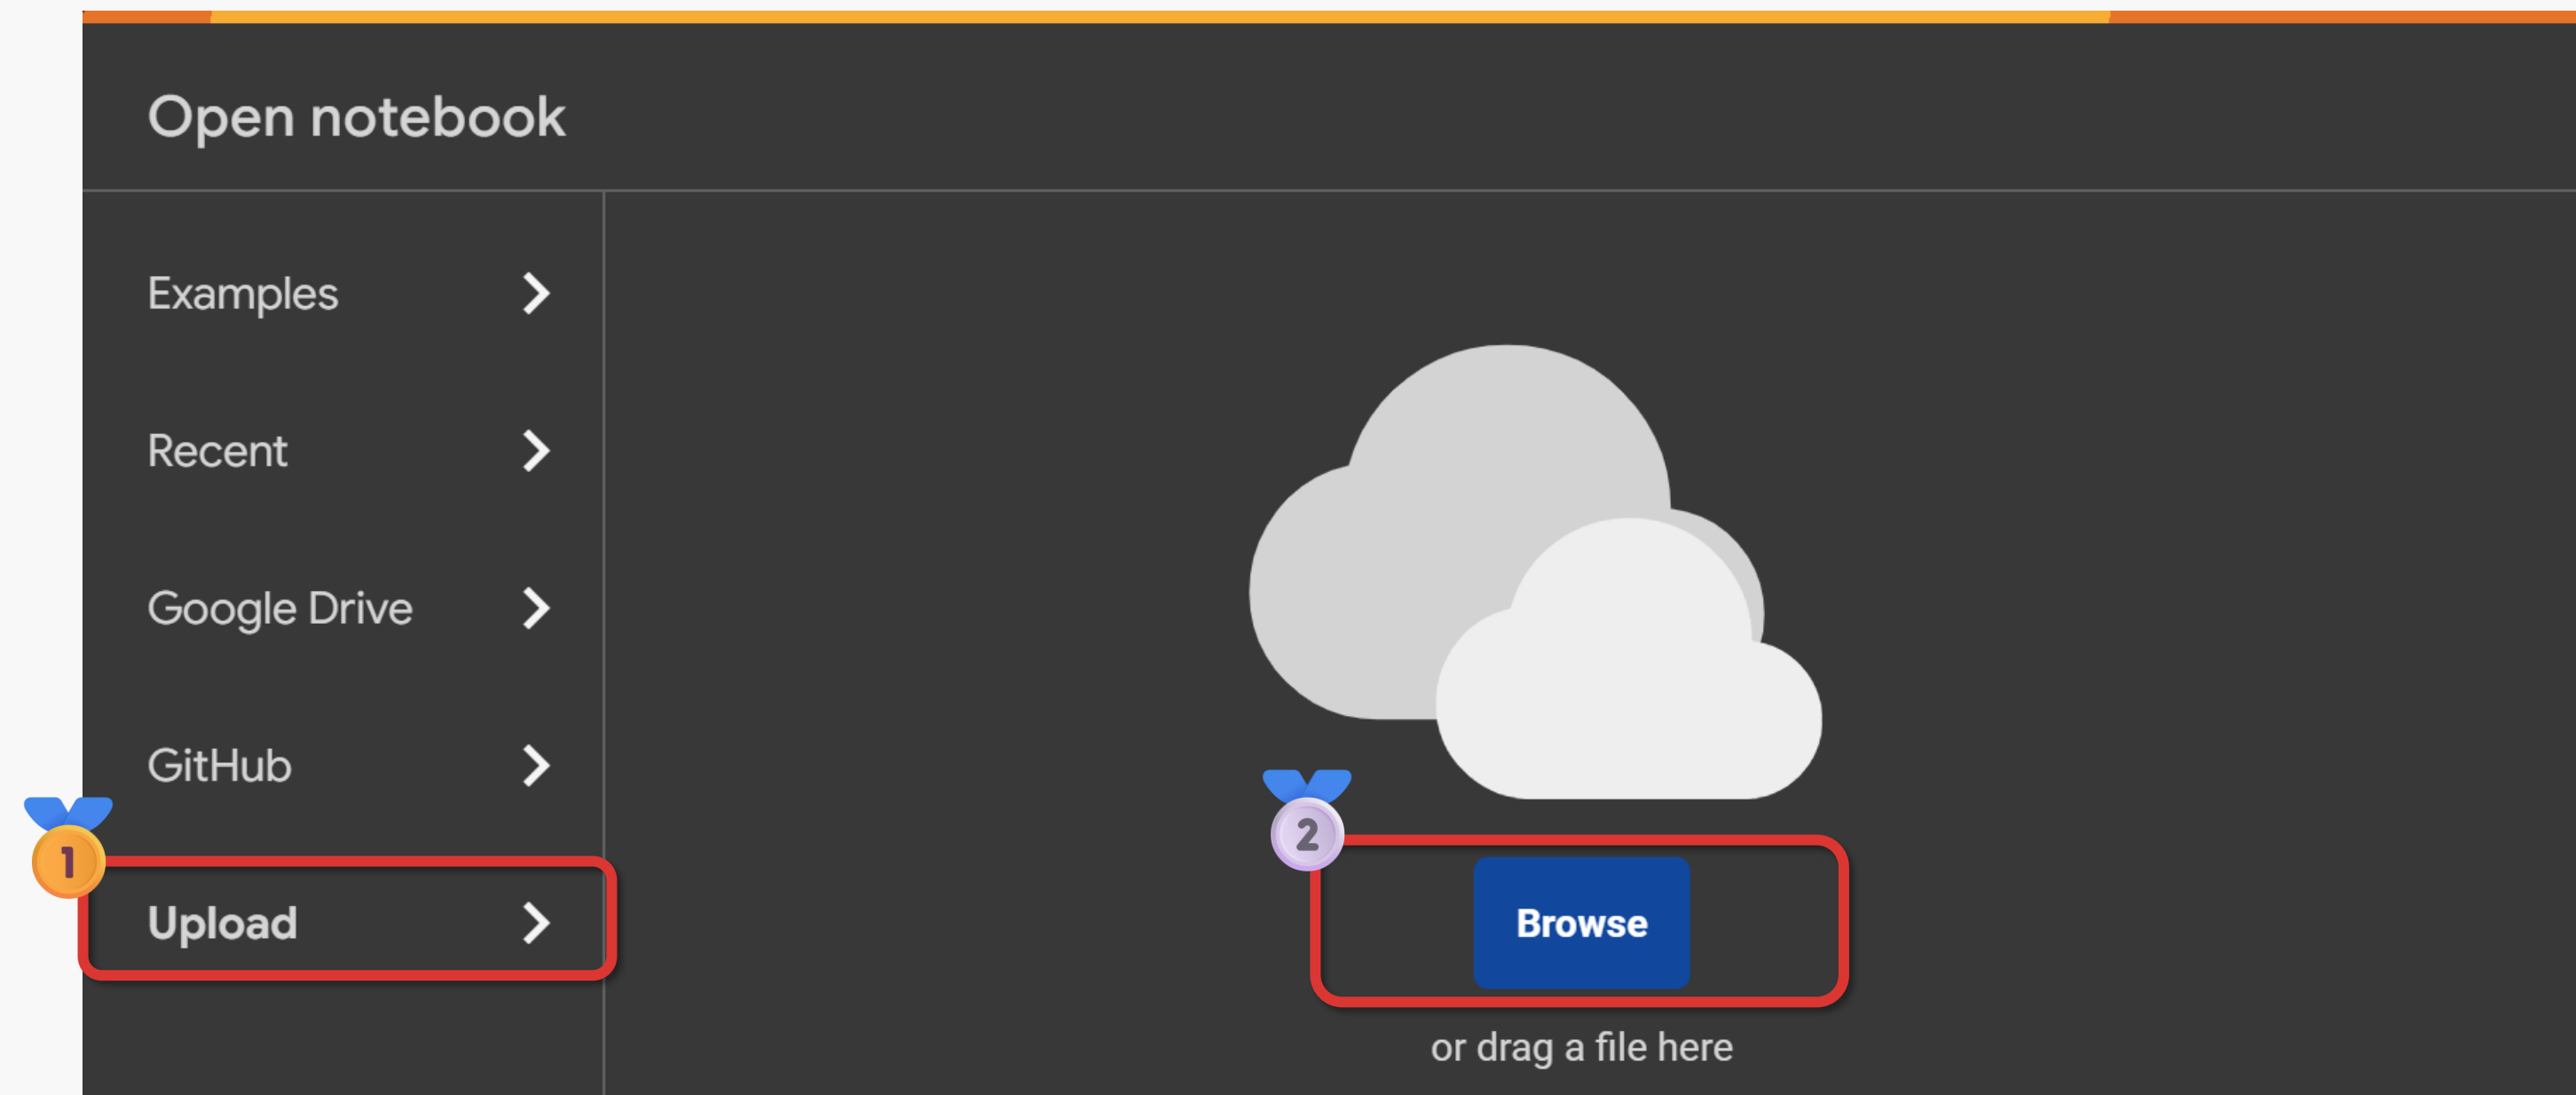 Open notebook
Examples
Recent
Google Drive
GitHub
1
Upload
2
Browse
or drag a file here